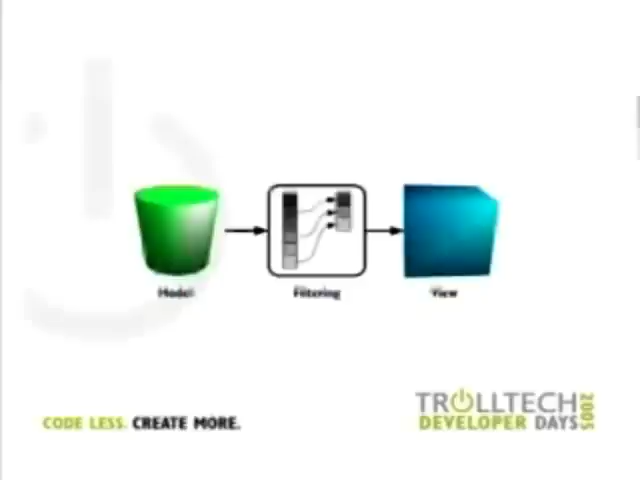 Model
Filtering
View
CODE LESS. CREATE MORE.
TROLLTECH
DEVELOPER DAYS
2005